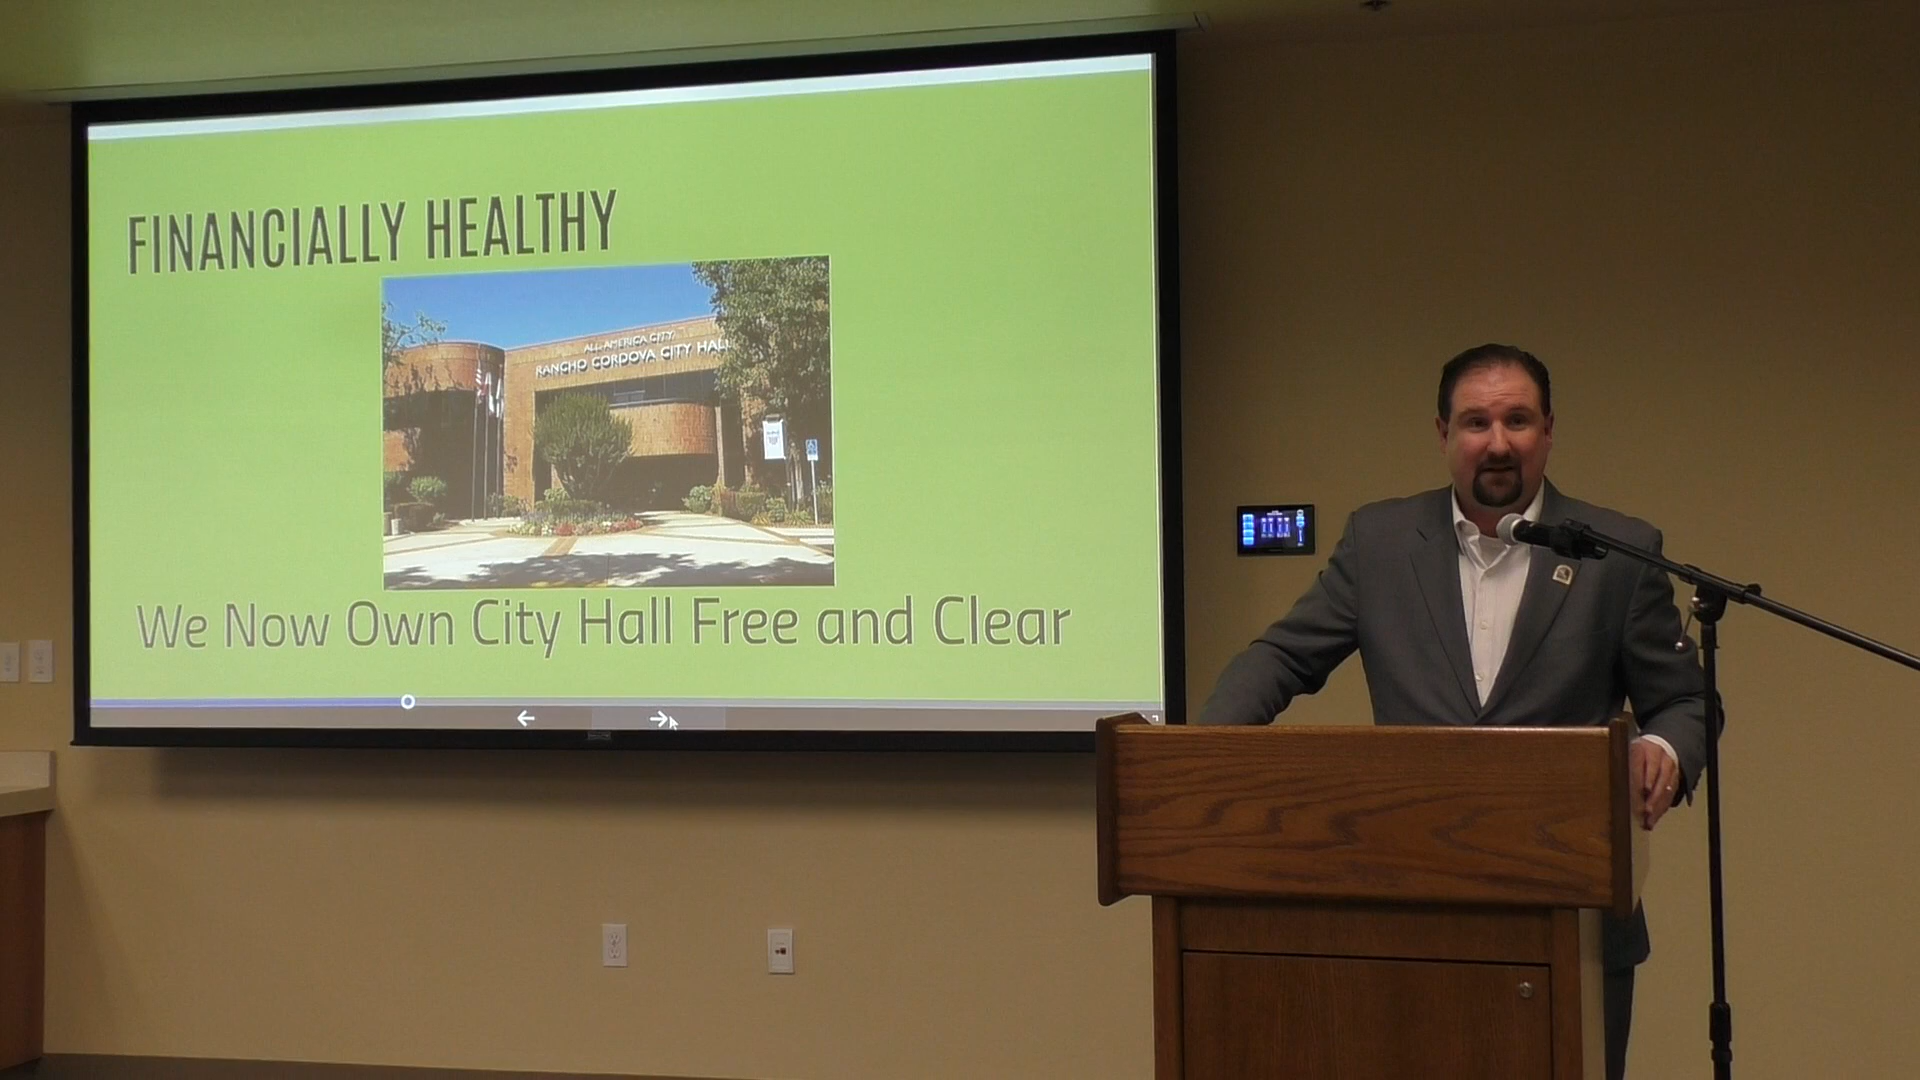 FINANCIALLY HEALTHY
ALL AMERICA CITY
RANCHO CORDOVA CITY HALL
We Now Own City Hall Free and Clear